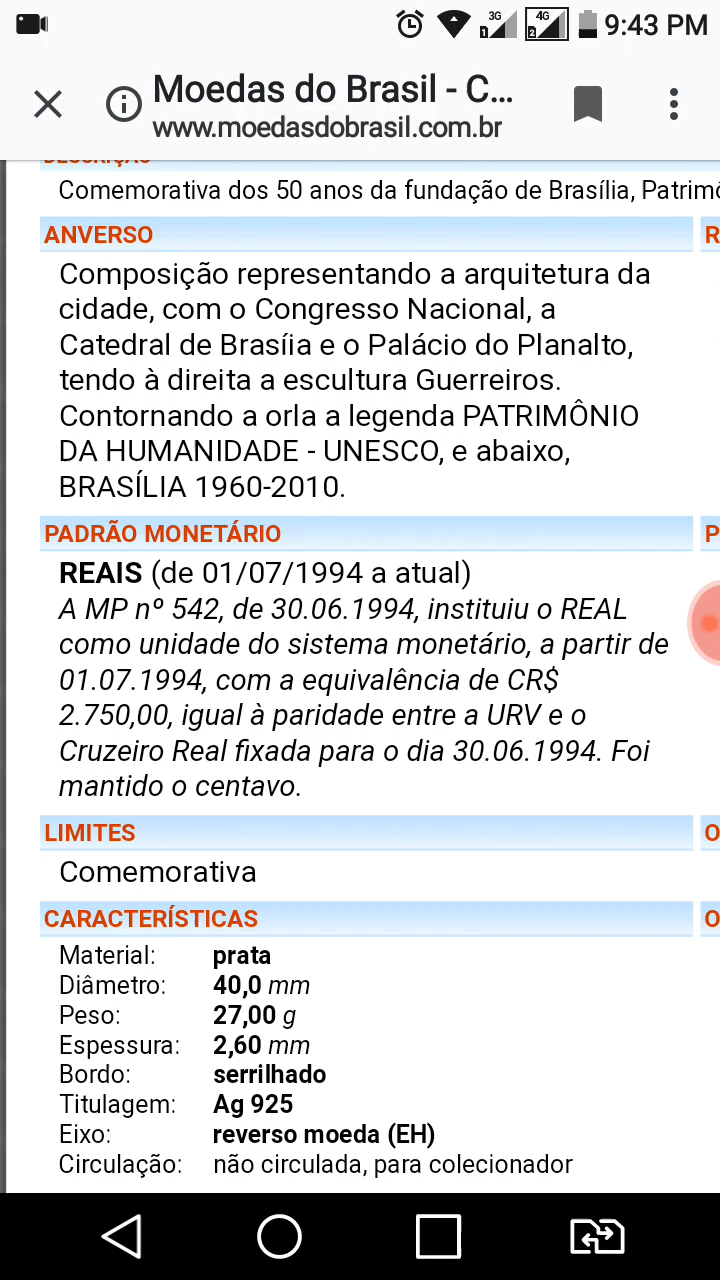 3G 4G 1 2 9:43 PM
Moedas do Brasil - C...
www.moedasdobrasil.com.br
DESCRIÇÃO
Comemorativa dos 50 anos da fundação de Brasília, Patrimô
ANVERSO R
Composição representando a arquitetura da
cidade, com o Congresso Nacional, a
Catedral de Brasíia e o Palácio do Planalto,
tendo à direita a escultura Guerreiros.
Contornando a orla a legenda PATRIMÔNIO
DA HUMANIDADE - UNESCO, e abaixo,
BRASÍLIA 1960-2010.
PADRÃO MONETÁRIO P
REAIS (de 01/07/1994 a atual)
A MP nº 542, de 30.06.1994, instituiu o REAL
como unidade do sistema monetário, a partir de
01.07.1994, com a equivalência de CR$
2.750,00, igual à paridade entre a URV e o
Cruzeiro Real fixada para o dia 30.06.1994. Foi
mantido o centavo.
LIMITES O
Comemorativa
CARACTERÍSTICAS O
Material: prata
Diâmetro: 40,0 mm
Peso: 27,00 g
Espessura: 2,60 mm
Bordo: serrilhado
Titulagem: Ag 925
Eixo: reverso moeda (EH)
Circulação: não circulada, para colecionador